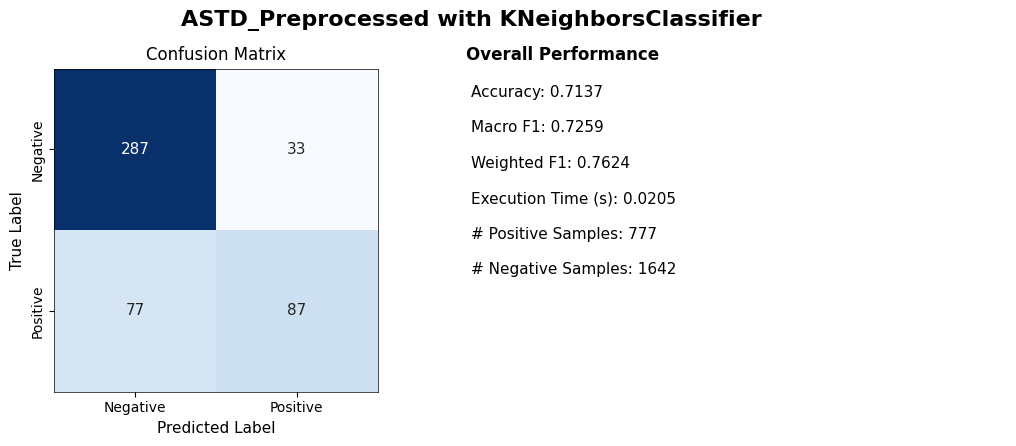 ASTD_Preprocessed with KNeighborsClassifier
Confusion Matrix
True Label
Negative
287
33
Positive
77
87
Negative
Positive
Predicted Label
Overall Performance
Accuracy: 0.7137
Macro F1: 0.7259
Weighted F1: 0.7624
Execution Time (s): 0.0205
# Positive Samples: 777
# Negative Samples: 1642